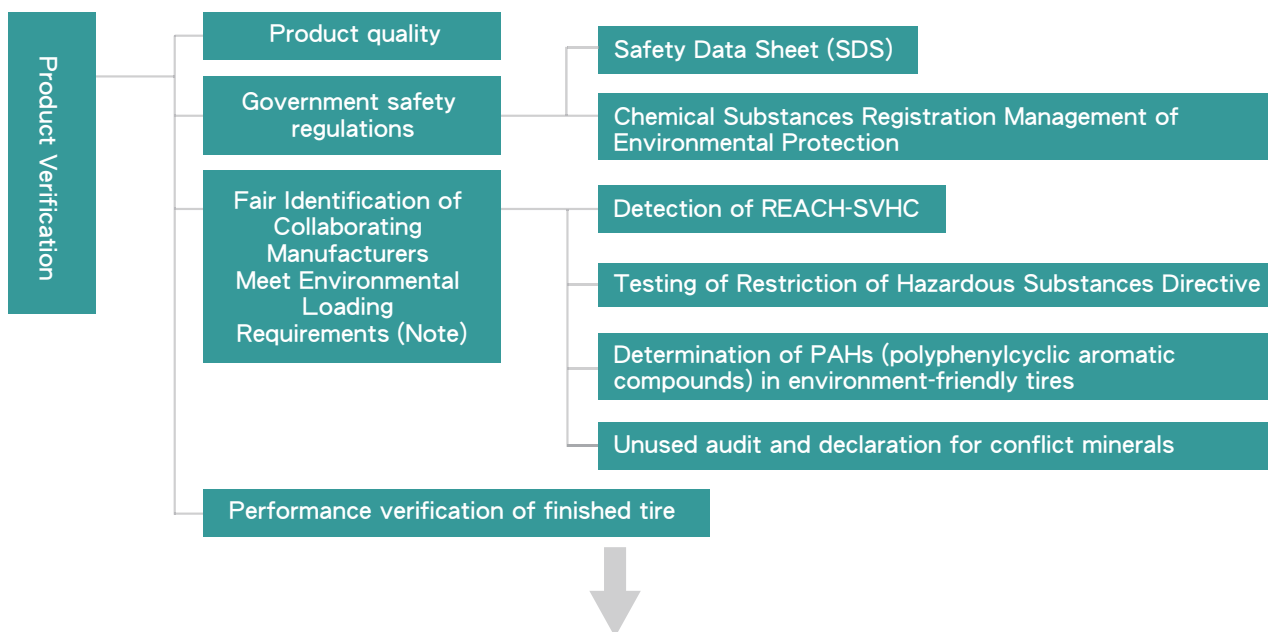 Product Verification
Product quality
Government safety
regulations
Fair Identification of
Collaborating
Manufacturers
Meet Environmental
Loading
Requirements (Note)
Performance verification of finished tire
Safety Data Sheet (SDS)
Chemical Substances Registration Management of
Environmental Protection
Detection of REACH-SVHC
Testing of Restriction of Hazardous Substances Directive
Determination of PAHs (polyphenylcyclic aromatic
compounds) in environment-friendly tires
Unused audit and declaration for conflict minerals